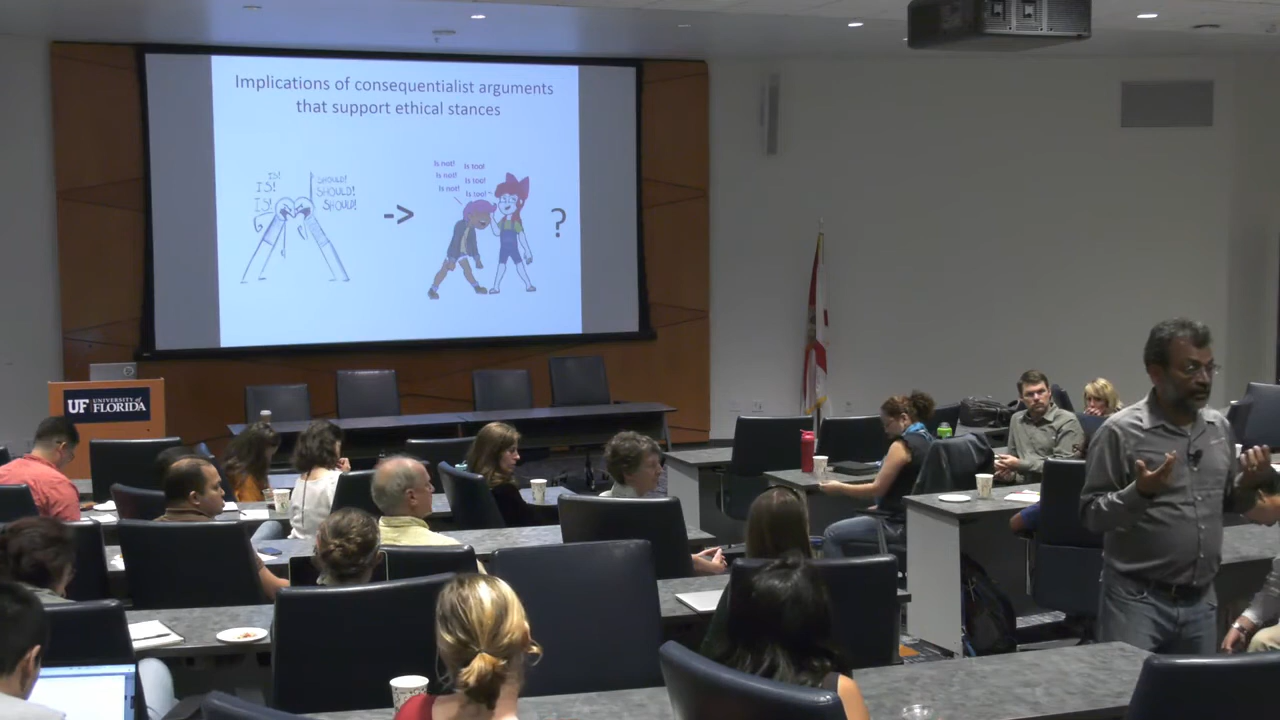 Implications of consequentialist arguments
that support ethical stances
IS!
IS!
IS!
SHOULD!
SHOULD!
SHOULD!
->
Is not!
Is not!
Is not!
Is too!
Is too!
Is too!
?
UF UNIVERSITY of FLORIDA